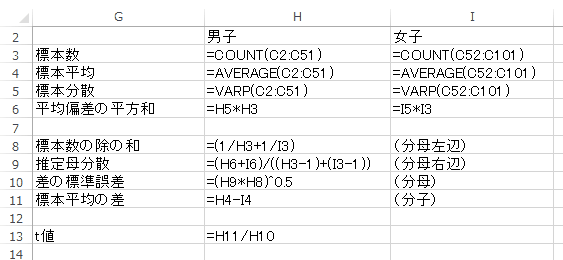 G H I
2 男子 女子
3 標本数 =COUNT(C2:C51) =COUNT(C52:C101)
4 標本平均 =AVERAGE(C2:C51) =AVERAGE(C52:C101)
5 標本分散 =VARP(C2:C51) =VARP(C52:C101)
6 平均偏差の平方和 =H5*H3 =I5*I3
7
8 標本数の除の和 =(1/H3+1/I3) （分母左辺）
9 推定母分散 =(H6+I6)/((H3-1)+(I3-1)) （分母右辺）
10 差の標準誤差 =(H9*H8)^0.5 （分母）
11 標本平均の差 =H4-I4 （分子）
12
13 t値 =H11/H10
14